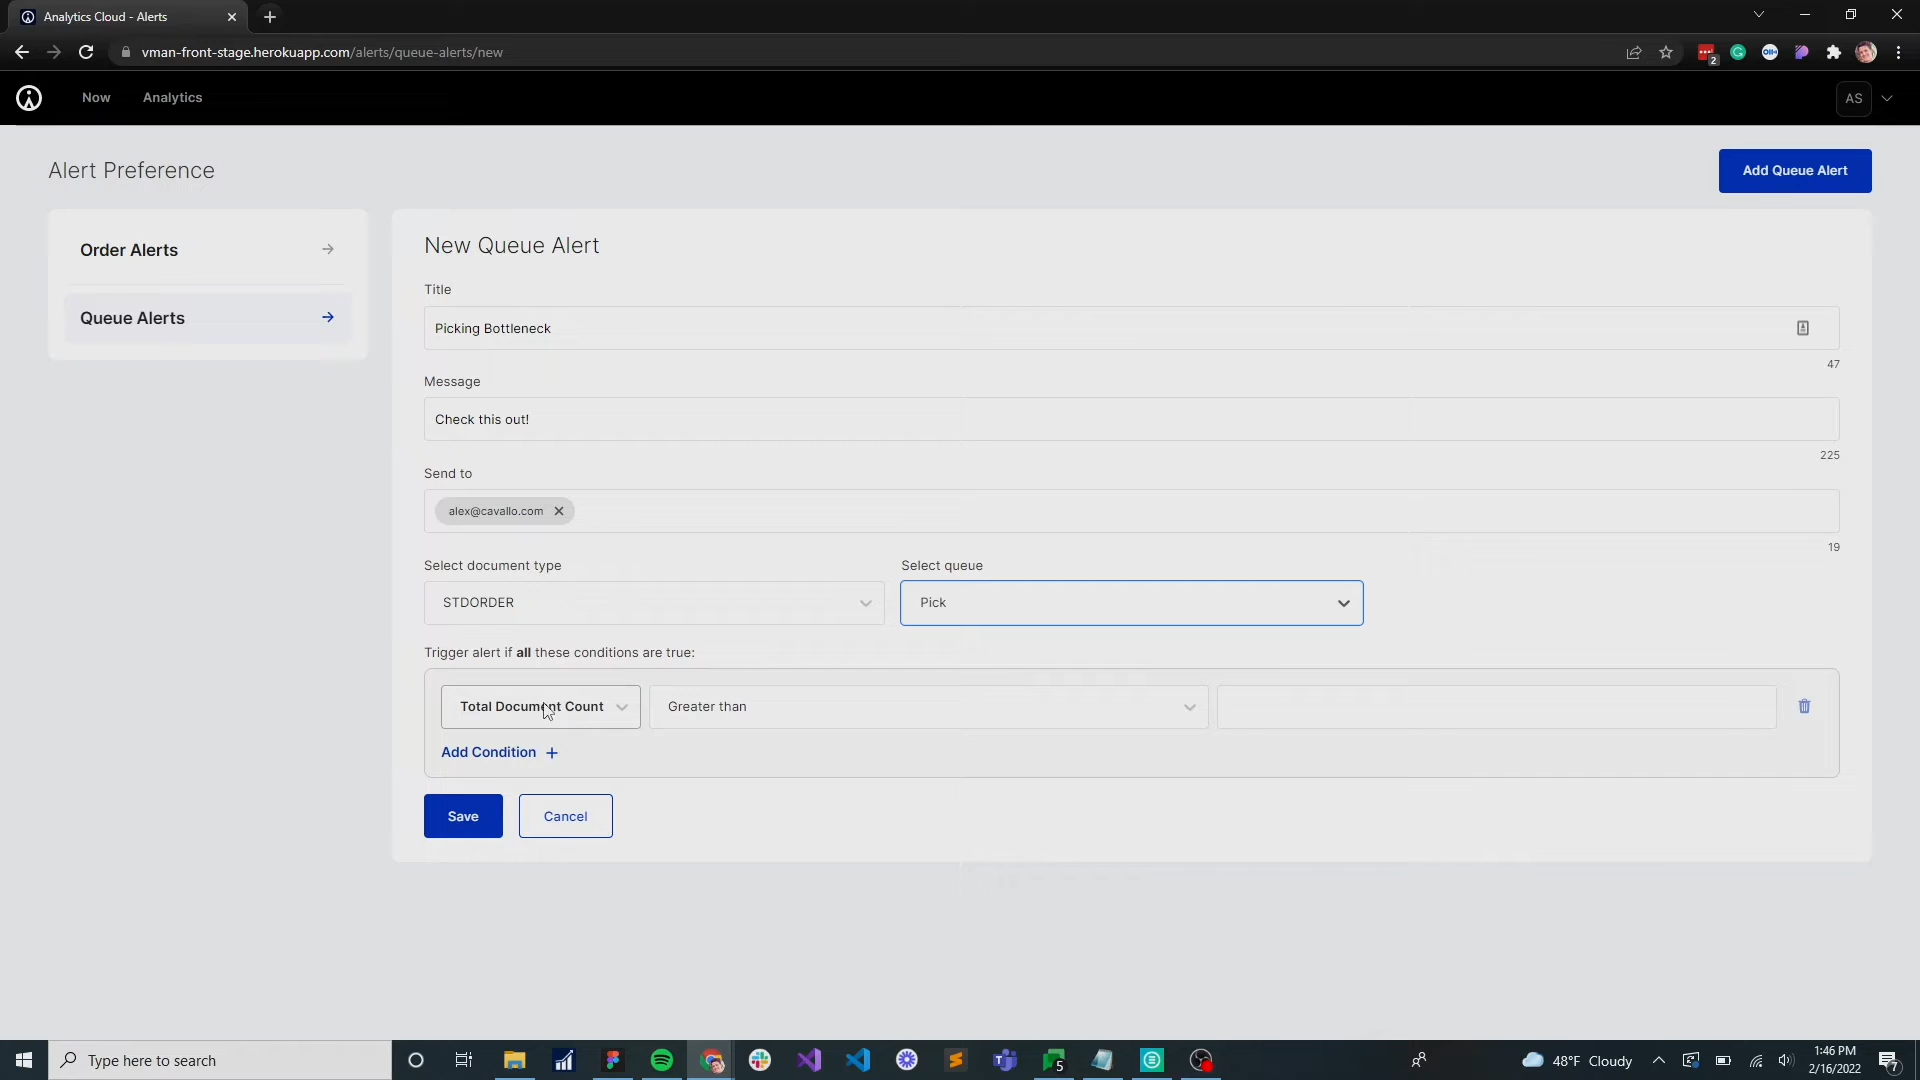 Analytics Cloud - Alerts
vman-front-stage.herokuapp.com/alerts/queue-alerts/new
2
Now
Analytics
AS
Alert Preference
Add Queue Alert
Order Alerts
Queue Alerts
New Queue Alert
Title
Picking Bottleneck
47
Message
Check this out!
225
Send to
alex@cavallo.com
19
Select document type
Select queue
STDORDER
Pick
Trigger alert if all these conditions are true:
Total Document Count
Greater than
Add Condition +
Save
Cancel
Type here to search
5
48°F Cloudy
1:46 PM
2/16/2022
7